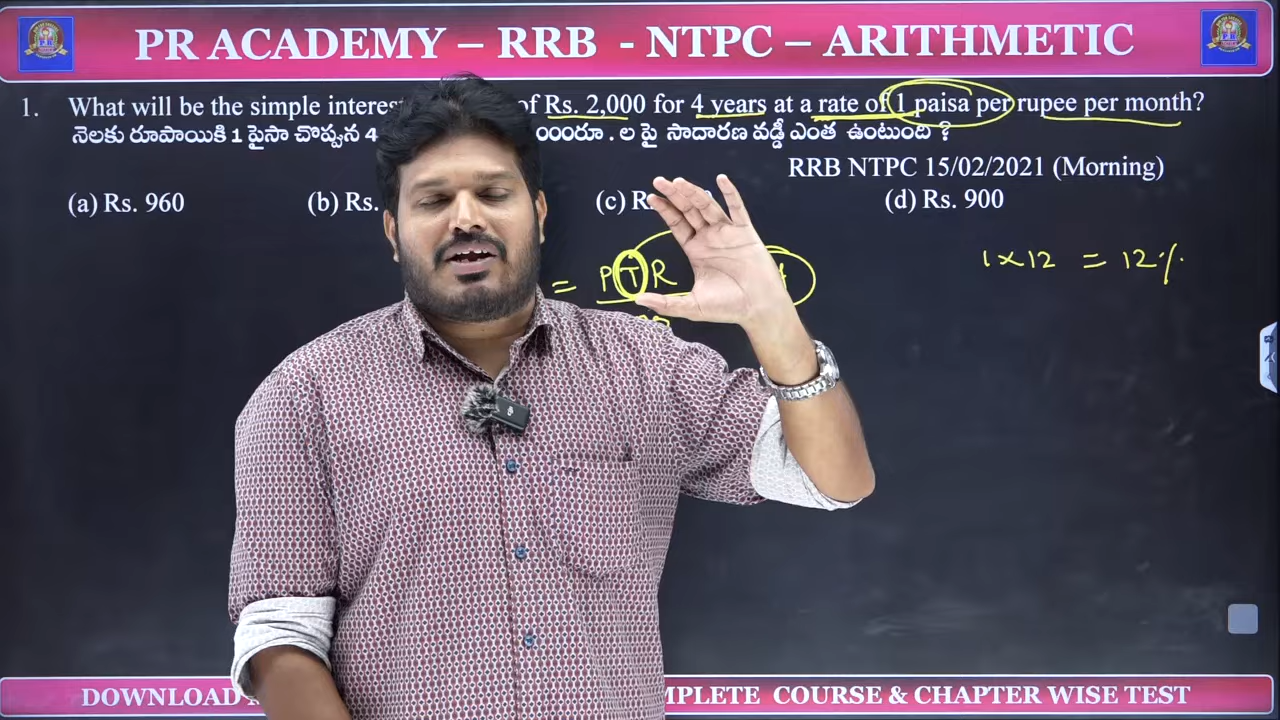 PR ACADEMY – RRB - NTPC – ARITHMETIC
1. What will be the simple interest of Rs. 2,000 for 4 years at a rate of 1 paisa per rupee per month?
నెలకు రూపాయికి 1 పైసా చొప్పున 4 రూ . ల పై సాదారణ వడ్డీ ఎంత ఉంటుంది ?
RRB NTPC 15/02/2021 (Morning)
(a) Rs. 960 (b) Rs. (c) (d) Rs. 900
1 × 12 = 12%
= P T R
DOWNLOAD COURSE & CHAPTER WISE TEST